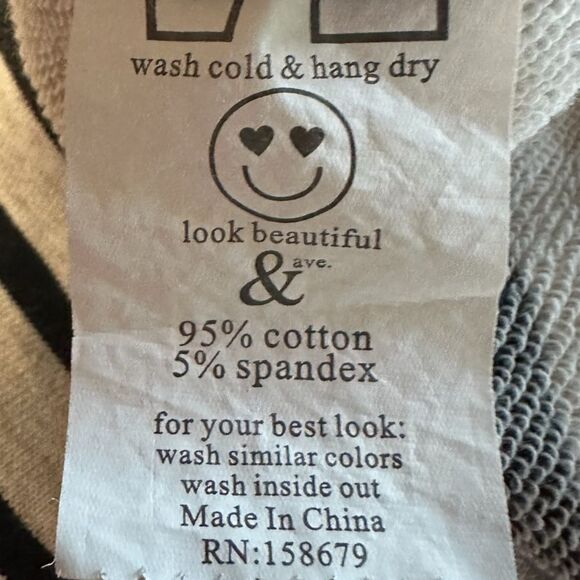 wash cold & hang dry
look beautiful
& ave.
95% cotton
5% spandex
for your best look:
wash similar colors
wash inside out
Made In China
RN:158679